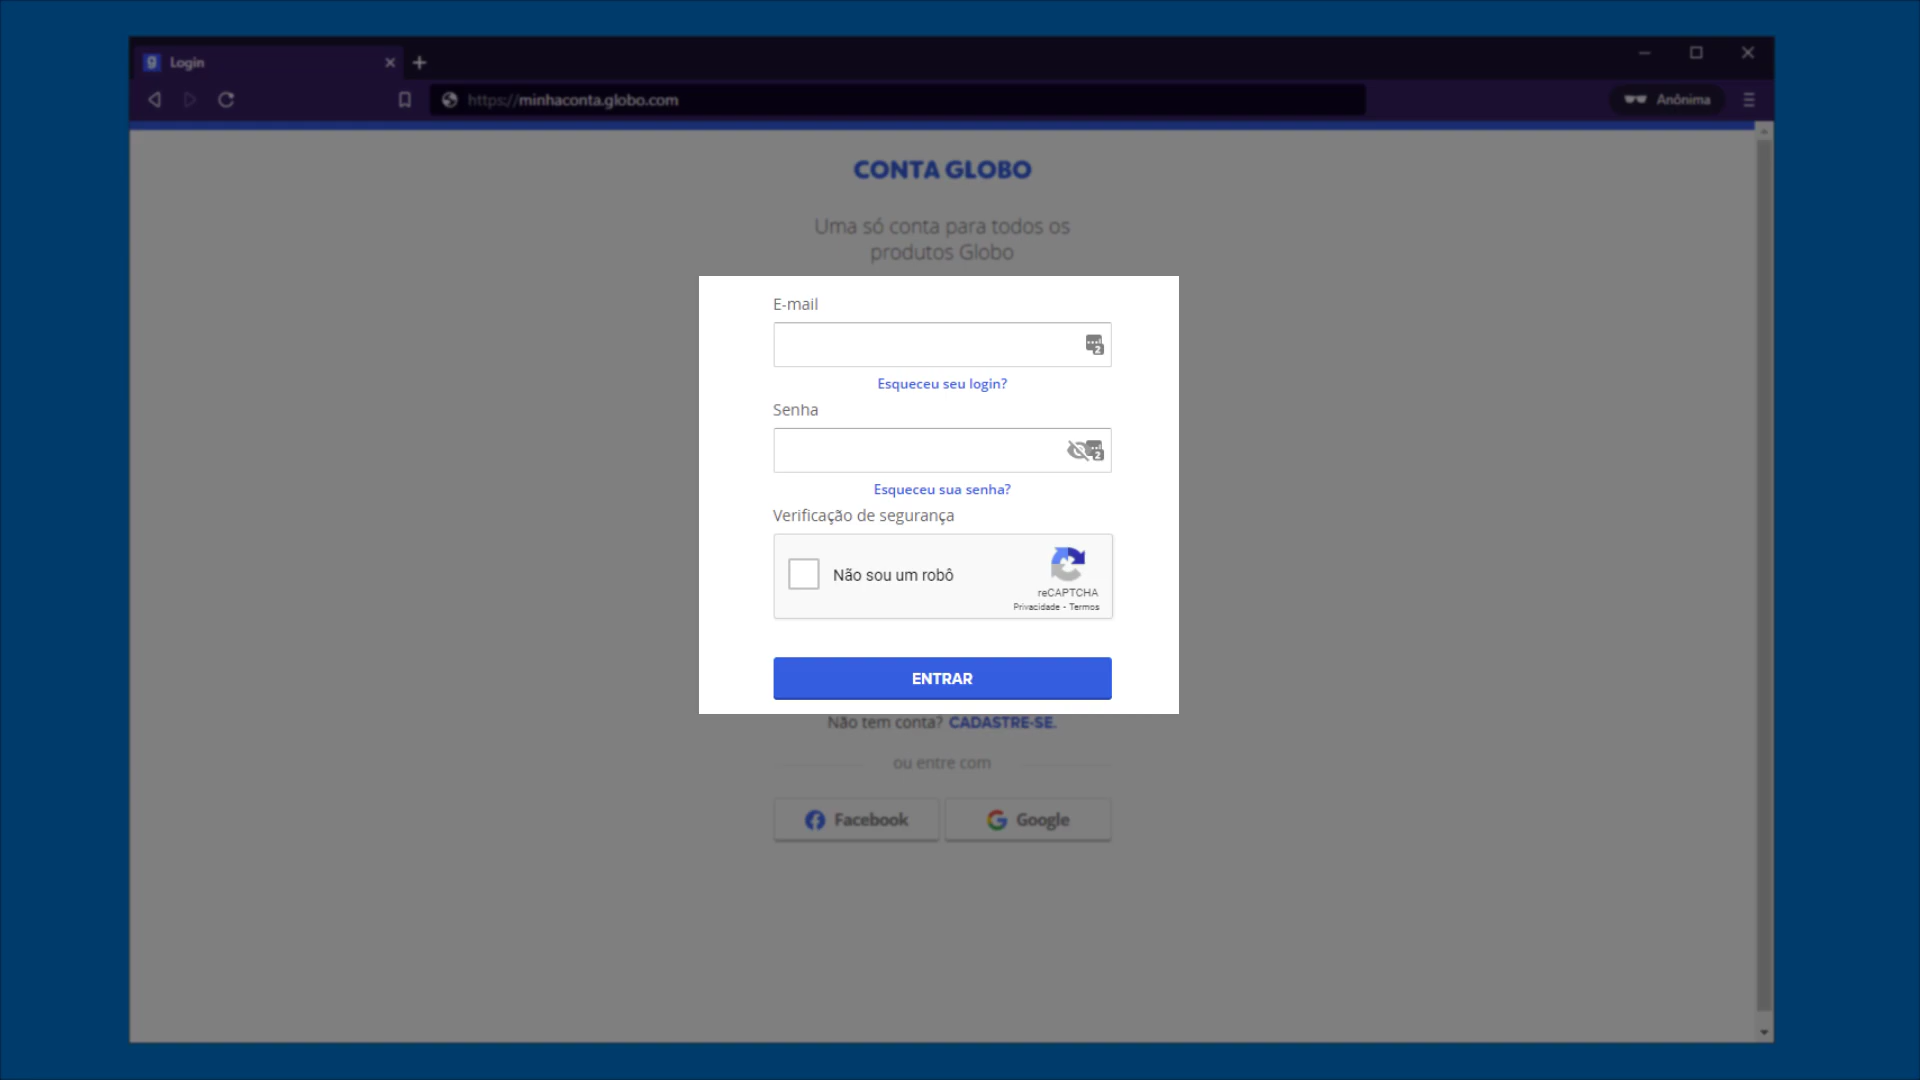 Login
https://minhaconta.globo.com
Anônima
CONTA GLOBO
Uma só conta para todos os
produtos Globo
E-mail
Esqueceu seu login?
Senha
Esqueceu sua senha?
Verificação de segurança
Não sou um robô
reCAPTCHA
Privacidade - Termos
ENTRAR
Não tem conta? CADASTRE-SE.
ou entre com
Facebook
Google